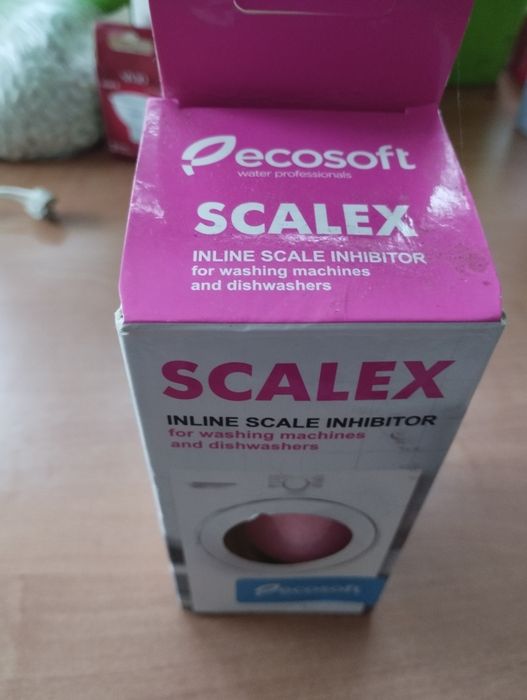 ecosoft
water professionals
SCALEX
INLINE SCALE INHIBITOR
for washing machines
and dishwashers
SCALEX
INLINE SCALE INHIBITOR
for washing machines
and dishwashers
ecosoft